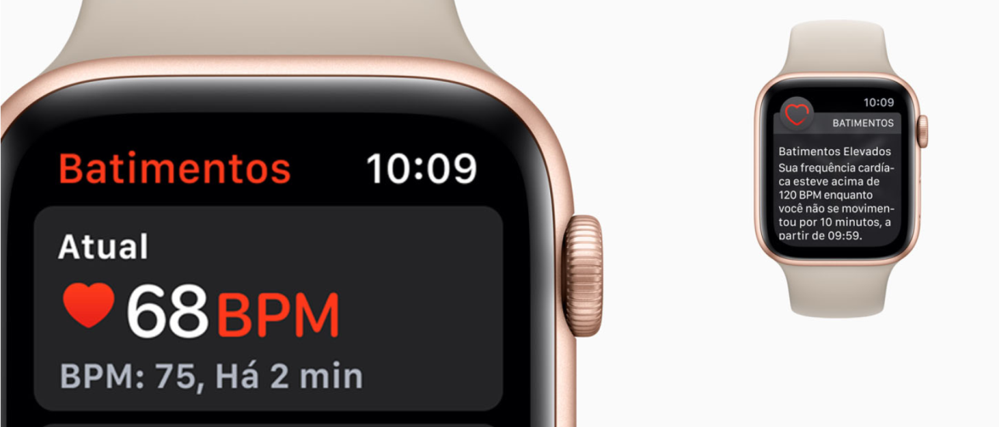 Batimentos 10:09
Atual
68 BPM
BPM: 75, Há 2 min
10:09
BATIMENTOS
Batimentos Elevados
Sua frequência cardía-
ca esteve acima de
120 BPM enquanto
você não se movimen-
tou por 10 minutos, a
partir de 09:59.